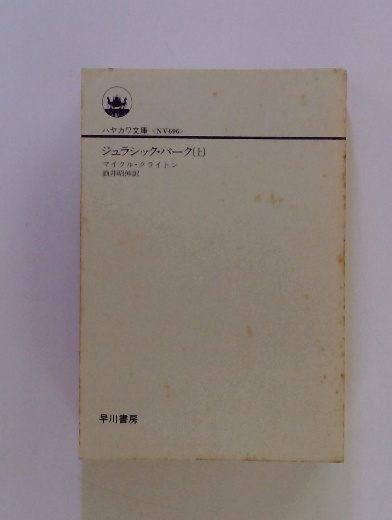 ハヤカワ文庫〈NV696〉
ジュラシック・パーク〔上〕
マイクル・クライトン
酒井昭伸訳
早川書房